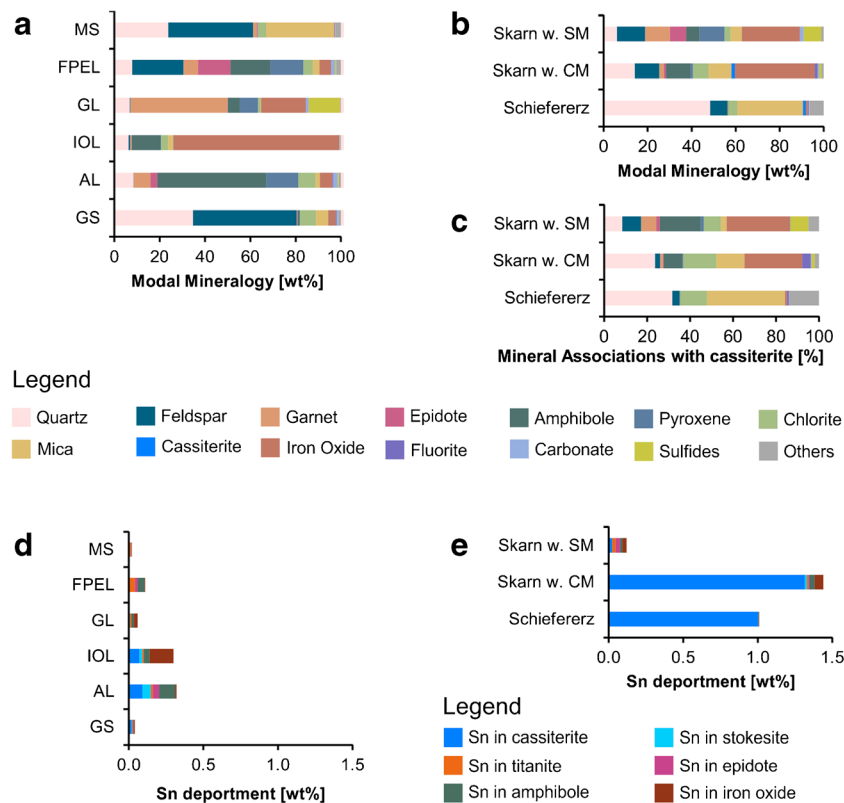 a
MS
FPEL
GL
IOL
AL
GS
0 20 40 60 80 100
Modal Mineralogy [wt%]
b
Skarn w. SM
Skarn w. CM
Schiefererz
0 20 40 60 80 100
Modal Mineralogy [wt%]
c
Skarn w. SM
Skarn w. CM
Schiefererz
0 20 40 60 80 100
Mineral Associations with cassiterite [%]
Legend
Quartz Feldspar Garnet Epidote Amphibole Pyroxene Chlorite
Mica Cassiterite Iron Oxide Fluorite Carbonate Sulfides Others
d
MS
FPEL
GL
IOL
AL
GS
0.0 0.5 1.0 1.5
Sn deportment [wt%]
e
Skarn w. SM
Skarn w. CM
Schiefererz
0.0 0.5 1.0 1.5
Sn deportment [wt%]
Legend
Sn in cassiterite Sn in stokesite
Sn in titanite Sn in epidote
Sn in amphibole Sn in iron oxide